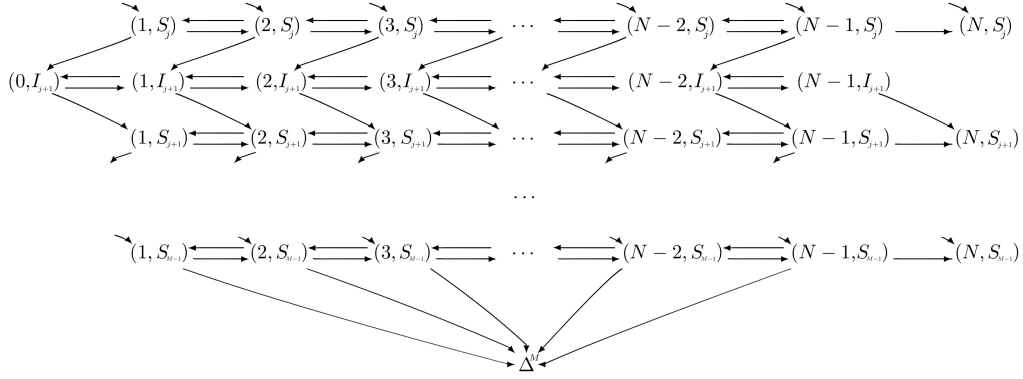 (1, S_j) (2, S_j) (3, S_j) ··· (N − 2, S_j) (N − 1, S_j) (N, S_j)
(0, I_{j+1}) (1, I_{j+1}) (2, I_{j+1}) (3, I_{j+1}) ··· (N − 2, I_{j+1}) (N − 1, I_{j+1})
(1, S_{j+1}) (2, S_{j+1}) (3, S_{j+1}) ··· (N − 2, S_{j+1}) (N − 1, S_{j+1}) (N, S_{j+1})
···
(1, S_{M-1}) (2, S_{M-1}) (3, S_{M-1}) ··· (N − 2, S_{M-1}) (N − 1, S_{M-1}) (N, S_{M-1})
Δ^M